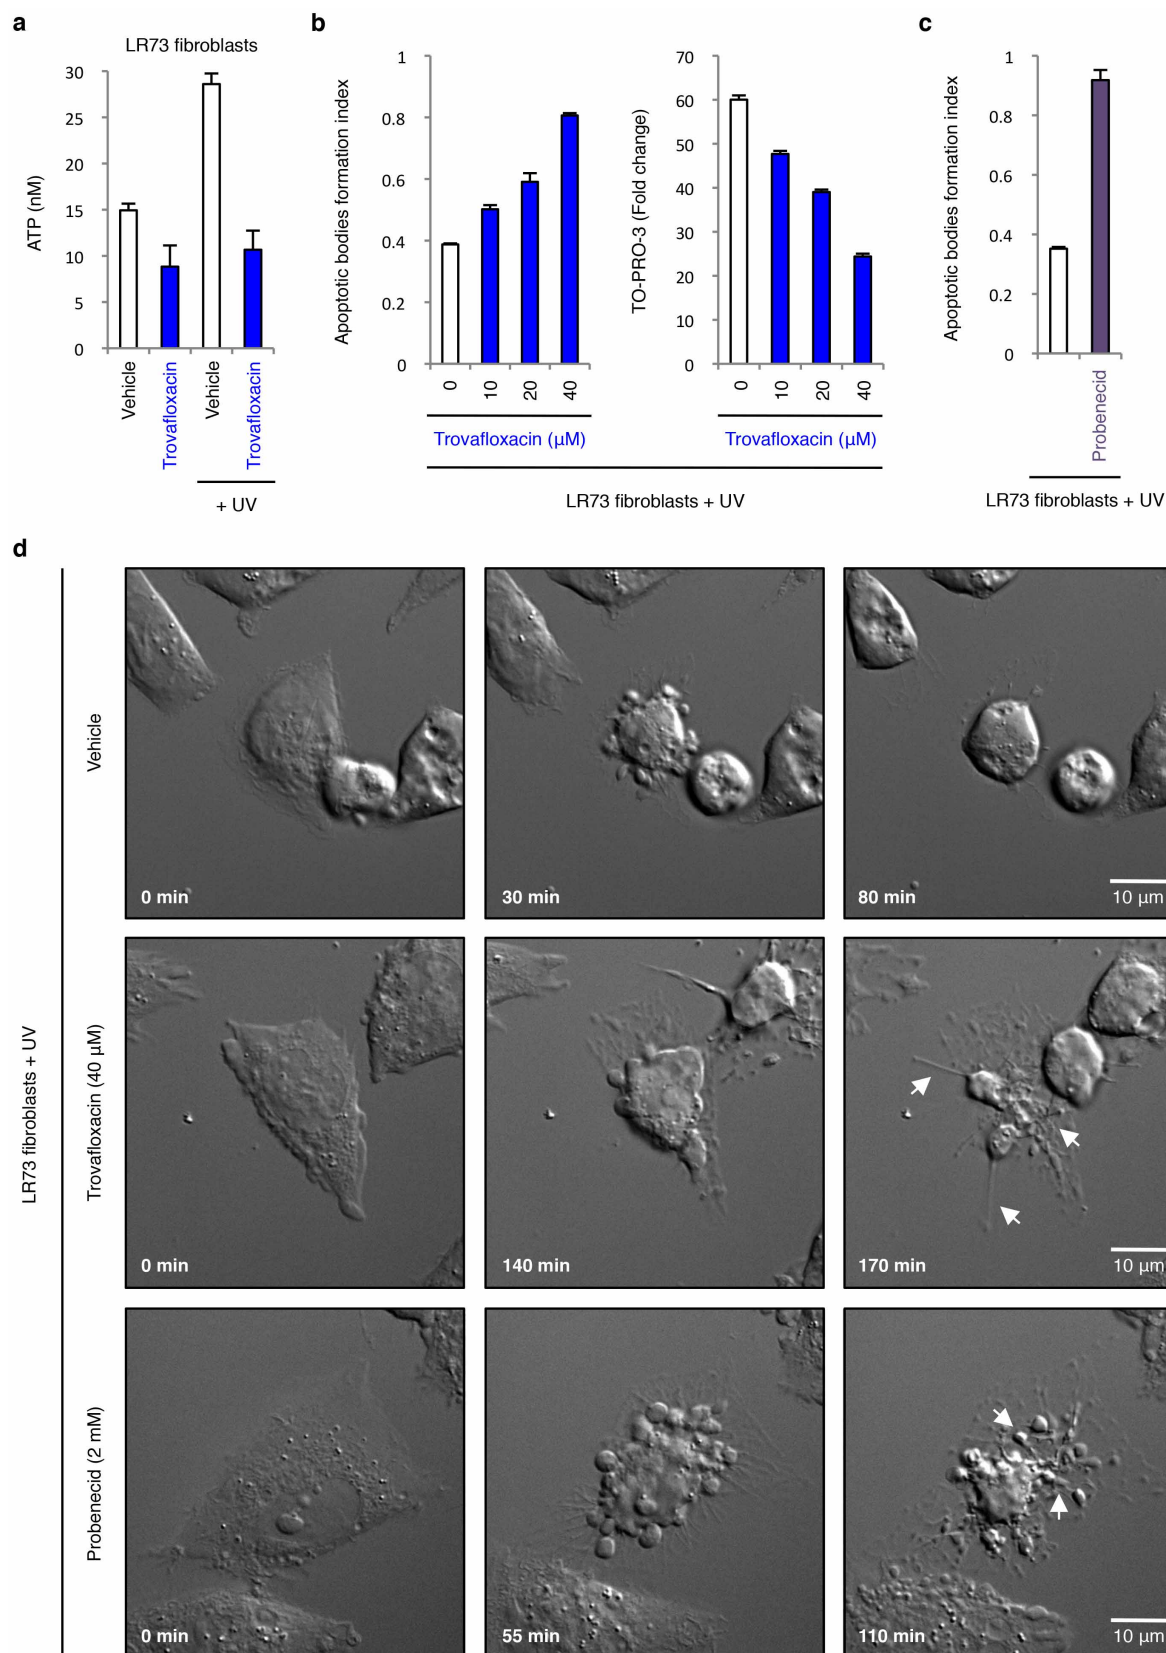 a
LR73 fibroblasts
ATP (nM)
30
25
20
15
10
5
0
Vehicle
Trovafloxacin
Vehicle
Trovafloxacin
+ UV
b
Apoptotic bodies formation index
1
0.8
0.6
0.4
0.2
0
0
10
20
40
Trovafloxacin (μM)
TO-PRO-3 (Fold change)
70
60
50
40
30
20
10
0
0
10
20
40
Trovafloxacin (μM)
LR73 fibroblasts + UV
c
Apoptotic bodies formation index
1
0.8
0.6
0.4
0.2
0
Probenecid
LR73 fibroblasts + UV
d
LR73 fibroblasts + UV
Vehicle
0 min
30 min
80 min
10 μm
Trovafloxacin (40 μM)
0 min
140 min
170 min
10 μm
Probenecid (2 mM)
0 min
55 min
110 min
10 μm